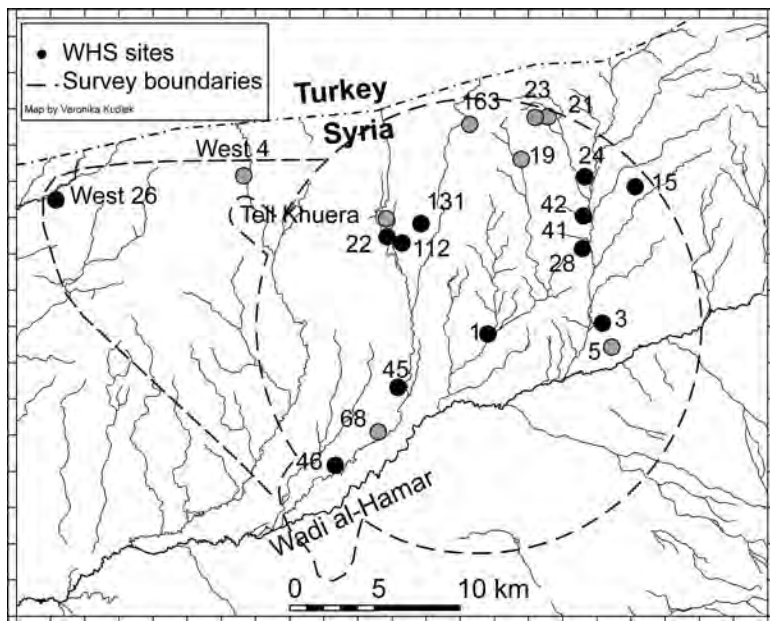 WHS sites
Survey boundaries
Map by Veronika Kudlek
Turkey
Syria
163
23
21
19
24
15
West 4
West 26
Tell Khuera
131
42
41
22
112
28
1
3
5
45
68
46
Wadi al-Hamar
0 5 10 km